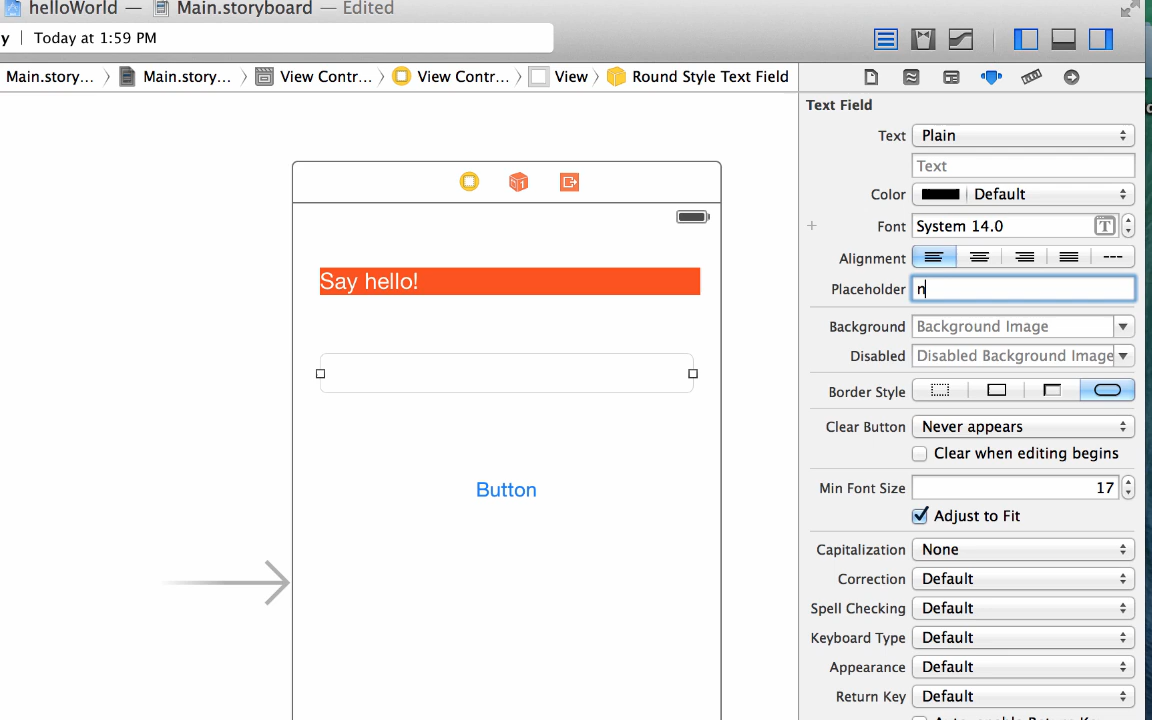 helloWorld — Main.storyboard — Edited
y | Today at 1:59 PM
Main.story... Main.story... View Contr... View Contr... View Round Style Text Field
Text Field
Text Plain
Text
Color Default
Font System 14.0
Alignment
Placeholder n
Background Background Image
Disabled Disabled Background Image
Border Style
Clear Button Never appears
Clear when editing begins
Min Font Size 17
Adjust to Fit
Capitalization None
Correction Default
Spell Checking Default
Keyboard Type Default
Appearance Default
Return Key Default
Say hello!
Button